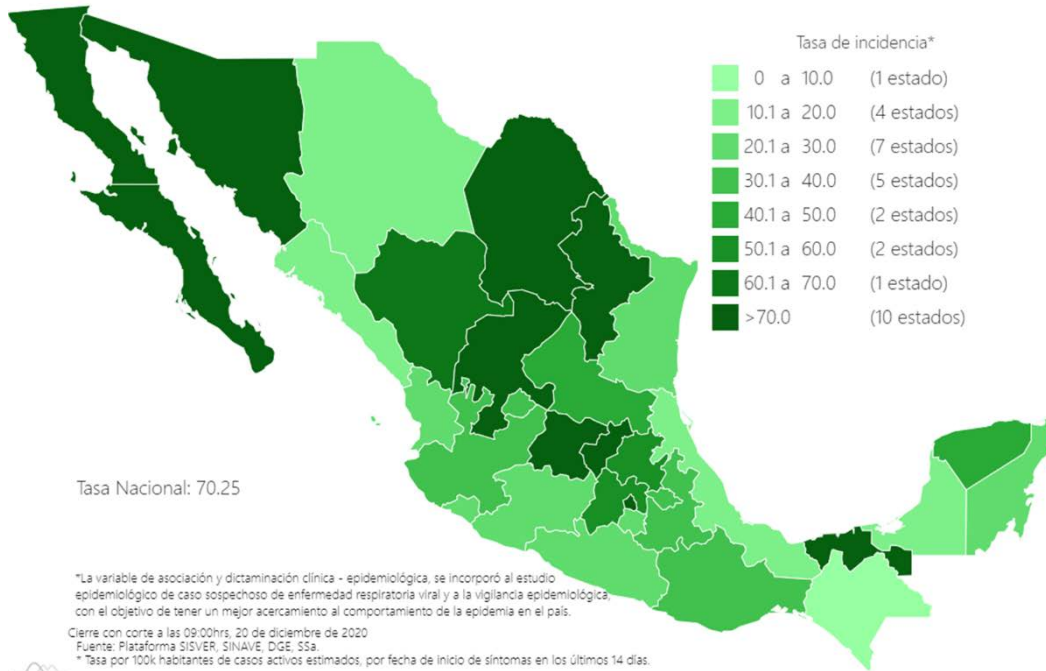 Tasa de incidencia*
0 a 10.0 (1 estado)
10.1 a 20.0 (4 estados)
20.1 a 30.0 (7 estados)
30.1 a 40.0 (5 estados)
40.1 a 50.0 (2 estados)
50.1 a 60.0 (2 estados)
60.1 a 70.0 (1 estado)
>70.0 (10 estados)
Tasa Nacional: 70.25
*La variable de asociación y dictaminación clínica - epidemiológica, se incorporó al estudio
epidemiológico de caso sospechoso de enfermedad respiratoria viral y a la vigilancia epidemiológica,
con el objetivo de tener un mejor acercamiento al comportamiento de la epidemia en el país.
Cierre con corte a las 09:00hrs, 20 de diciembre de 2020
Fuente: Plataforma SISVER, SINAVE, DGE, SSa.
* Tasa por 100k habitantes de casos activos estimados, por fecha de inicio de síntomas en los últimos 14 días.